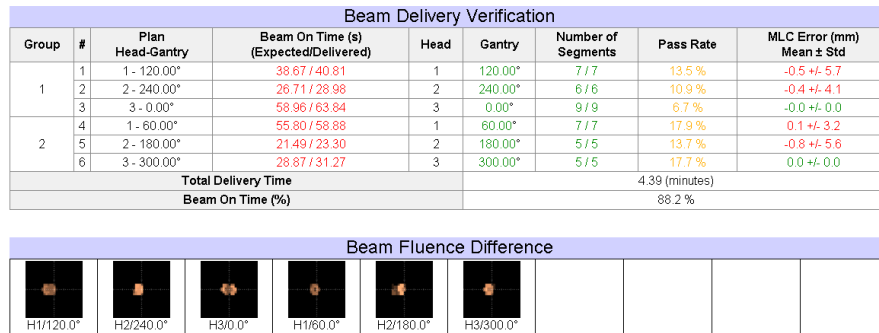 Beam Delivery Verification
Group # Plan Head-Gantry Beam On Time (s) (Expected/Delivered) Head Gantry Number of Segments Pass Rate MLC Error (mm) Mean ± Std
1 1 1 - 120.00° 38.67 / 40.81 1 120.00° 7 / 7 13.5 % -0.5 +/- 5.7
2 2 - 240.00° 26.71 / 28.98 2 240.00° 6 / 6 10.9 % -0.4 +/- 4.1
3 3 - 0.00° 58.96 / 63.84 3 0.00° 9 / 9 6.7 % -0.0 +/- 0.0
2 4 1 - 60.00° 55.80 / 58.88 1 60.00° 7 / 7 17.9 % 0.1 +/- 3.2
5 2 - 180.00° 21.49 / 23.30 2 180.00° 5 / 5 13.7 % -0.8 +/- 5.6
6 3 - 300.00° 28.87 / 31.27 3 300.00° 5 / 5 17.7 % 0.0 +/- 0.0
Total Delivery Time 4.39 (minutes)
Beam On Time (%) 88.2 %
Beam Fluence Difference
H1/120.0° H2/240.0° H3/0.0° H1/60.0° H2/180.0° H3/300.0°